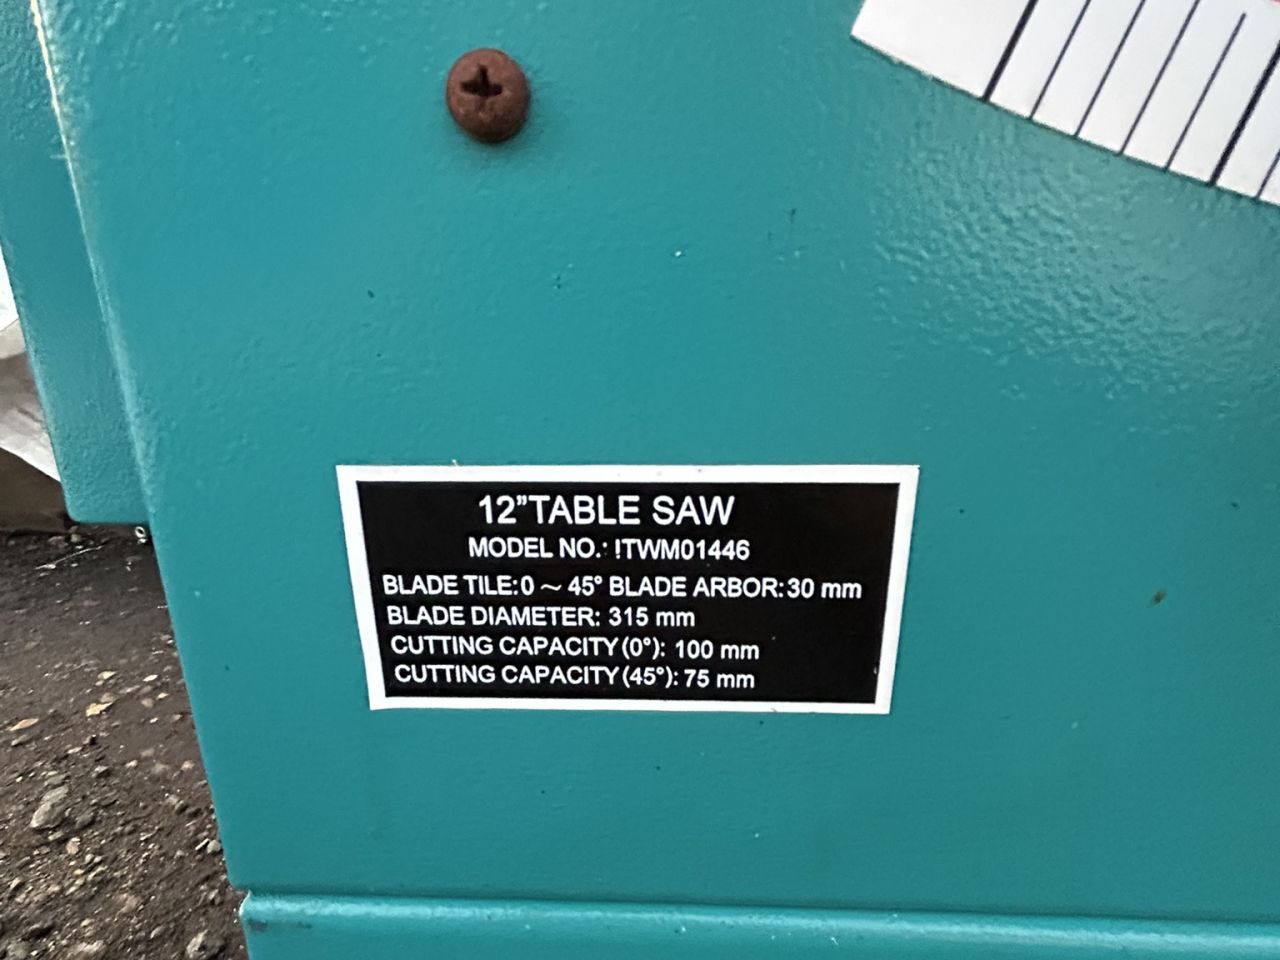 12”TABLE SAW
MODEL NO.: ITWM01446
BLADE TILE:0 ~ 45° BLADE ARBOR:30 mm
BLADE DIAMETER: 315 mm
CUTTING CAPACITY(0°): 100 mm
CUTTING CAPACITY(45°): 75 mm